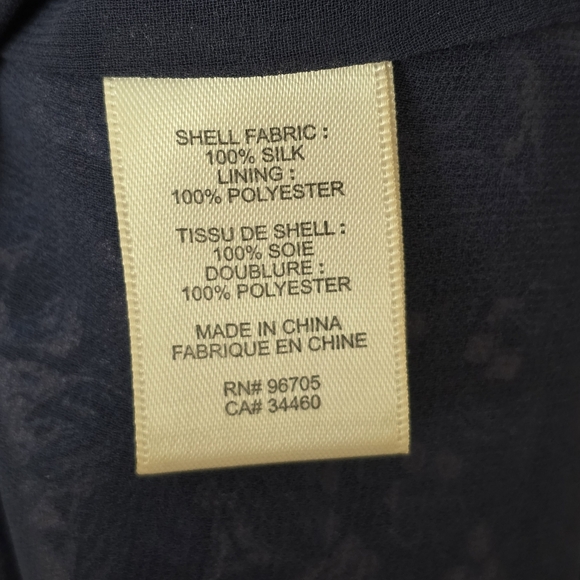 SHELL FABRIC :
100% SILK
LINING :
100% POLYESTER
TISSU DE SHELL :
100% SOIE
DOUBLURE :
100% POLYESTER
MADE IN CHINA
FABRIQUE EN CHINE
RN# 96705
CA# 34460